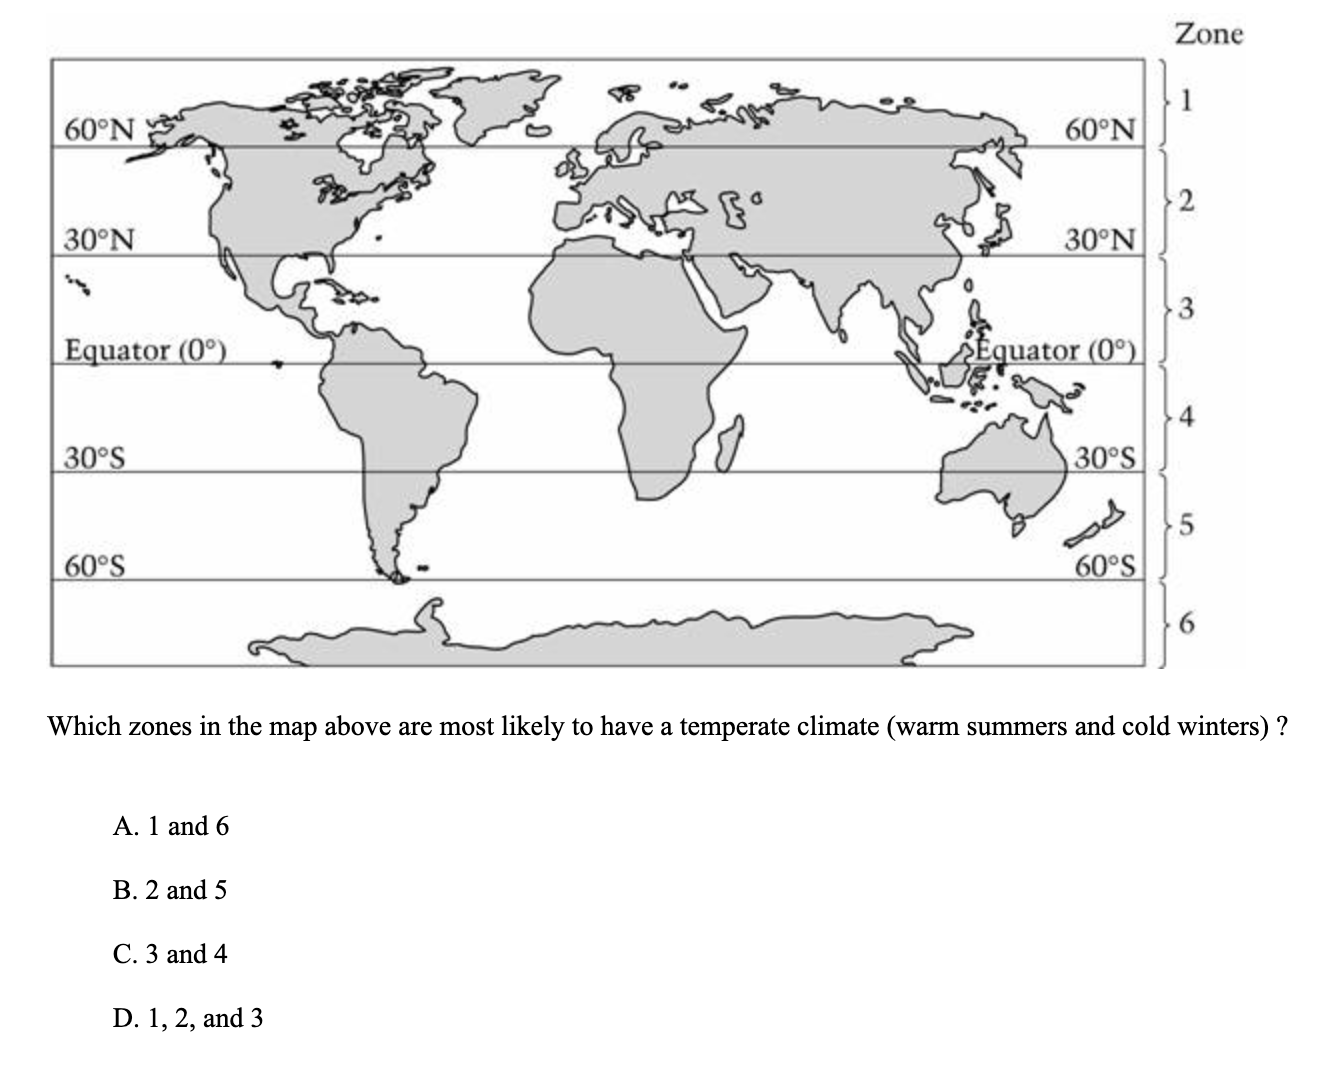 Zone
1
60°N 60°N
2
30°N 30°N
3
Equator (0°) Equator (0°)
4
30°S 30°S
5
60°S 60°S
6
Which zones in the map above are most likely to have a temperate climate (warm summers and cold winters) ?
A. 1 and 6
B. 2 and 5
C. 3 and 4
D. 1, 2, and 3